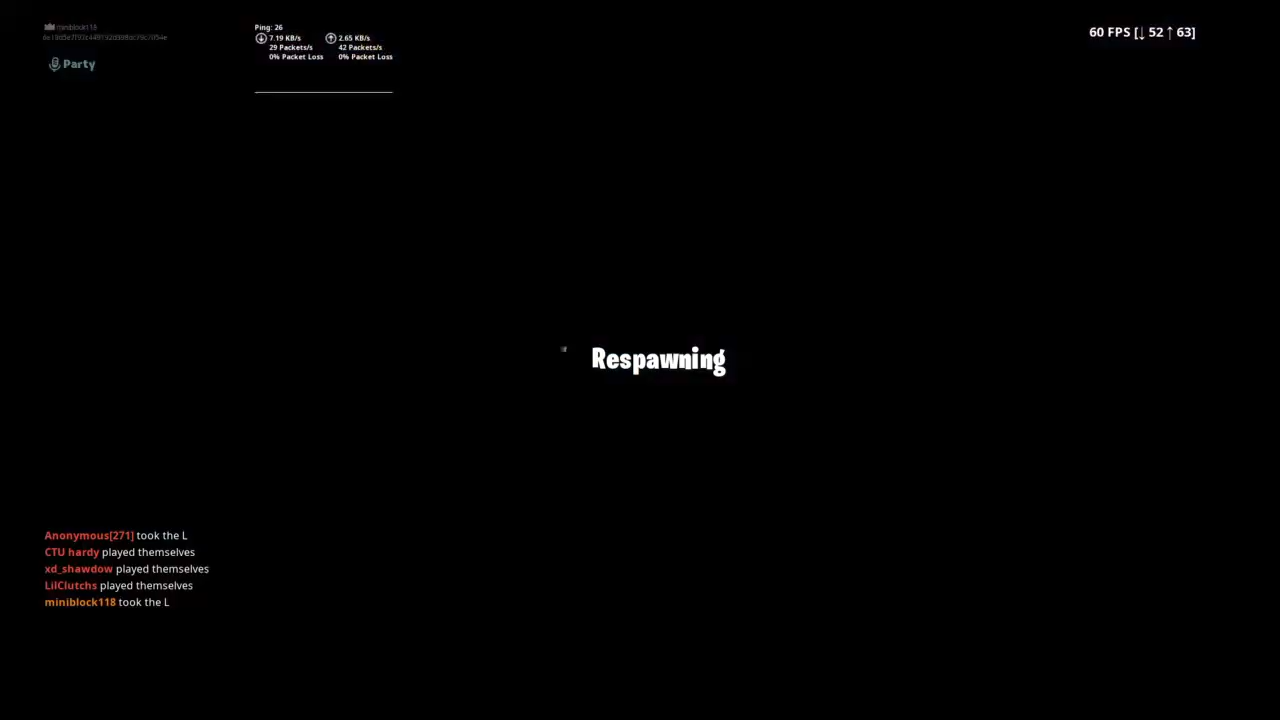 miniblock118
Ping: 26
7.19 KB/s 2.65 KB/s
29 Packets/s 42 Packets/s
0% Packet Loss 0% Packet Loss
60 FPS [↓ 52 ↑ 63]
Party
Respawning
Anonymous[271] took the L
CTU hardy played themselves
xd_shawdow played themselves
LilClutchs played themselves
miniblock118 took the L